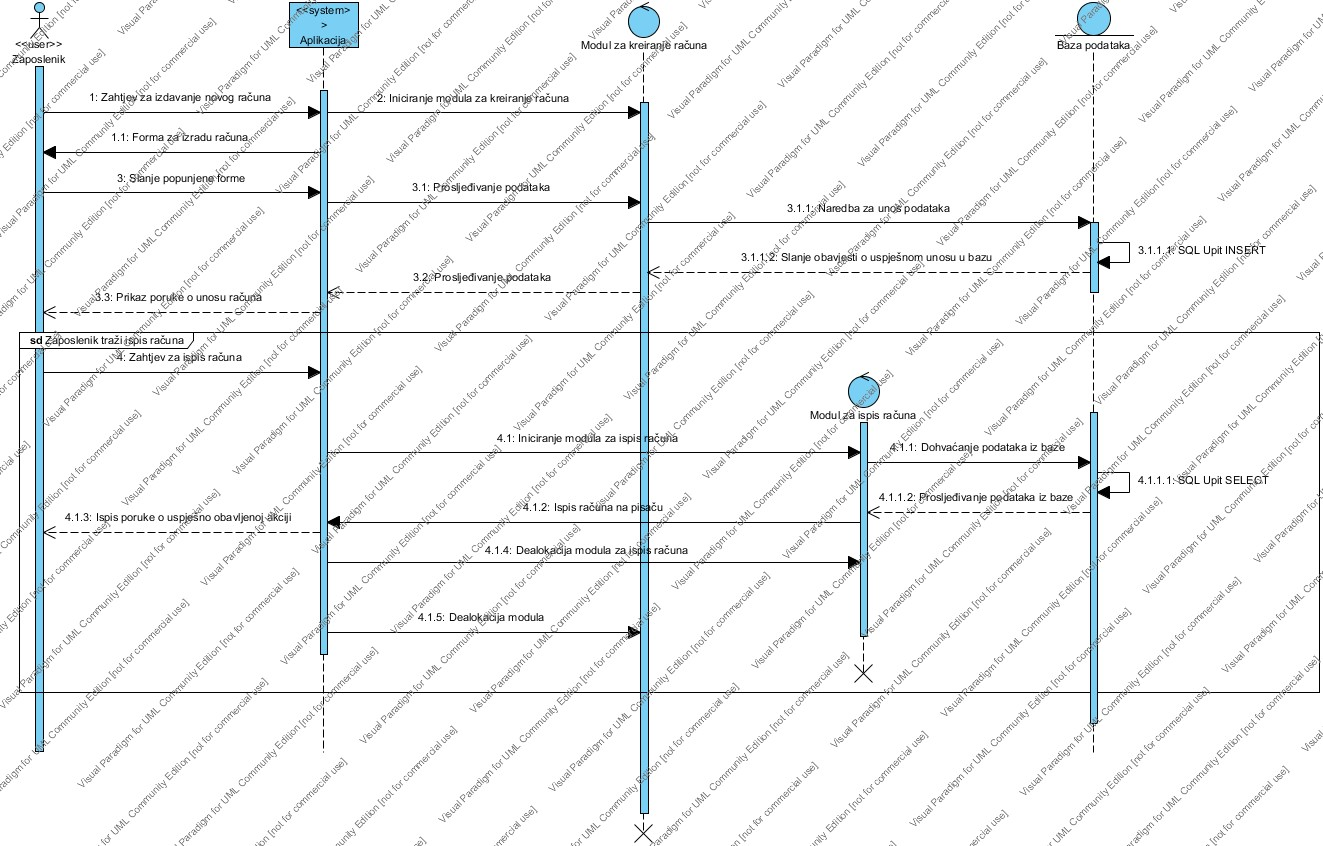 <<user>>
Zaposlenik
<<system>
>
Aplikacija
Modul za kreiranje računa
Baza podataka
1: Zahtjev za izdavanje novog računa
2: Iniciranje modula za kreiranje računa
1.1: Forma za izradu računa
3: Slanje popunjene forme
3.1: Prosljeđivanje podataka
3.1.1: Naredba za unos podataka
3.1.1.1: SQL Upit INSERT
3.1.1.2: Slanje obavjesti o uspješnom unosu u bazu
3.2: Prosljeđivanje podataka
3.3: Prikaz poruke o unosu računa
sd Zaposlenik traži ispis računa
4: Zahtjev za ispis računa
Modul za ispis računa
4.1: Iniciranje modula za ispis računa
4.1.1: Dohvaćanje podataka iz baze
4.1.1.1: SQL Upit SELECT
4.1.1.2: Prosljeđivanje podataka iz baze
4.1.2: Ispis računa na pisaču
4.1.3: Ispis poruke o uspješno obavljenoj akciji
4.1.4: Dealokacija modula za ispis računa
4.1.5: Dealokacija modula
Visual Paradigm for UML Community Edition [not for commercial use]